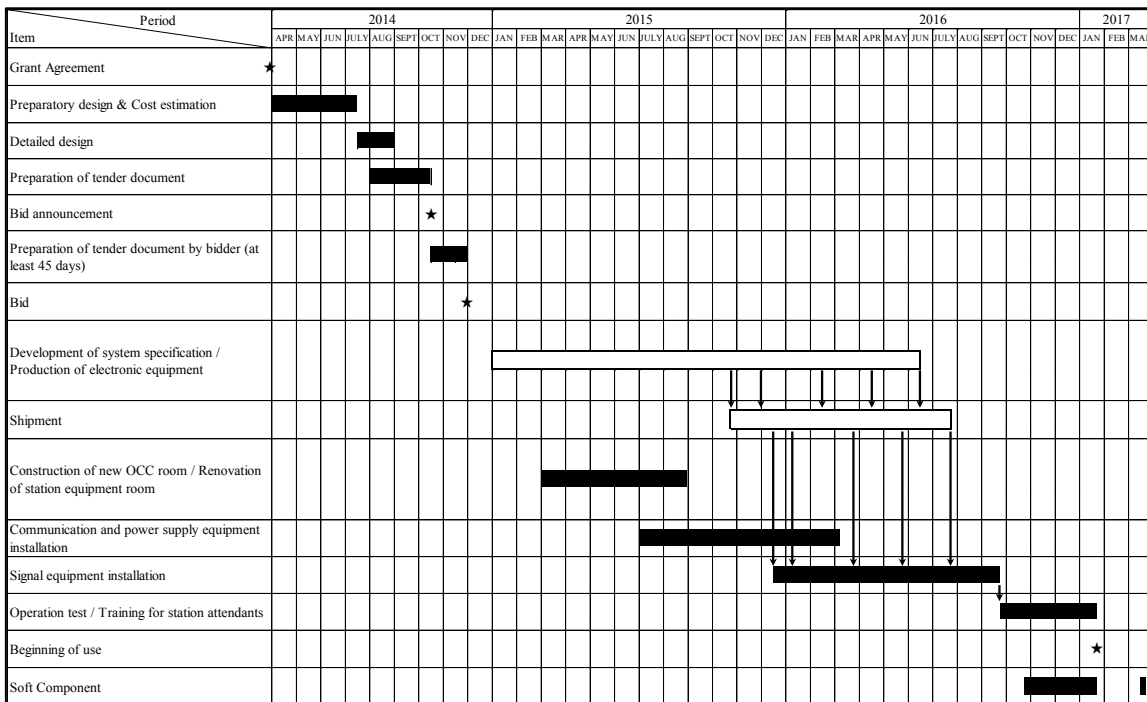 Period
2014 2015 2016 2017
Item
APR MAY JUN JULY AUG SEPT OCT NOV DEC JAN FEB MAR APR MAY JUN JULY AUG SEPT OCT NOV DEC JAN FEB MAR APR MAY JUN JULY AUG SEPT OCT NOV DEC JAN FEB MAR
Grant Agreement
Preparatory design & Cost estimation
Detailed design
Preparation of tender document
Bid announcement
Preparation of tender document by bidder (at
least 45 days)
Bid
Development of system specification /
Production of electronic equipment
Shipment
Construction of new OCC room / Renovation
of station equipment room
Communication and power supply equipment
installation
Signal equipment installation
Operation test / Training for station attendants
Beginning of use
Soft Component